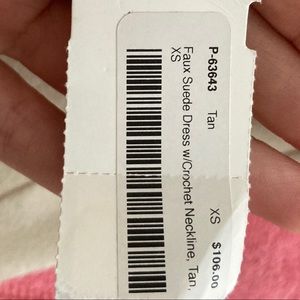 P-63643 Tan XS $106.00
Faux Suede Dress w/Crochet Neckline, Tan,
XS